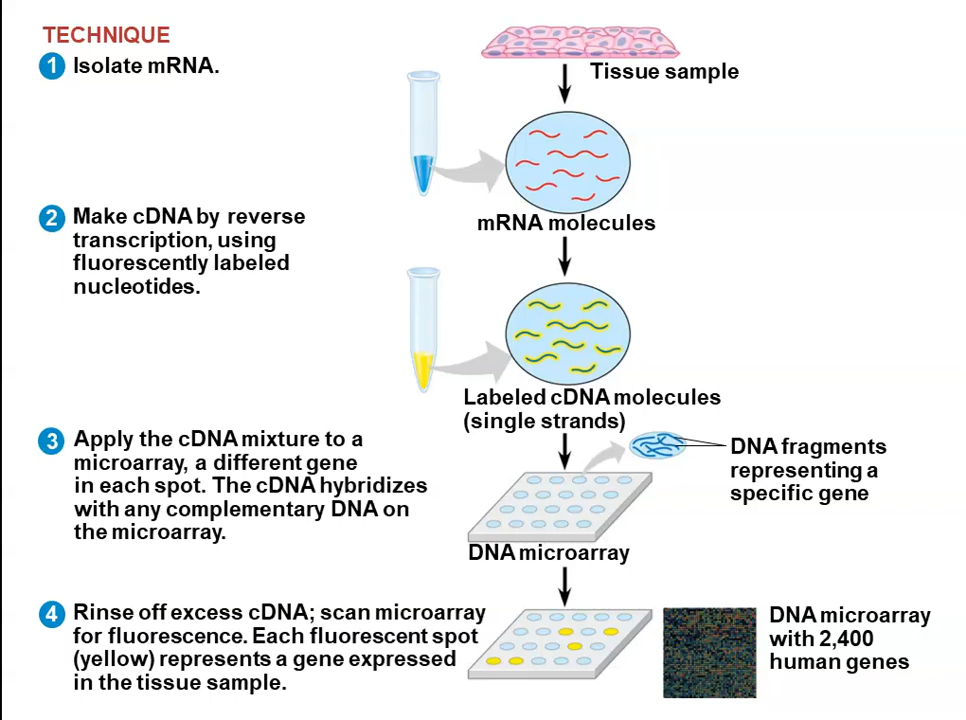 TECHNIQUE
1 Isolate mRNA.
Tissue sample
mRNA molecules
2 Make cDNA by reverse
transcription, using
fluorescently labeled
nucleotides.
Labeled cDNA molecules
(single strands)
3 Apply the cDNA mixture to a
microarray, a different gene
in each spot. The cDNA hybridizes
with any complementary DNA on
the microarray.
DNA fragments
representing a
specific gene
DNA microarray
4 Rinse off excess cDNA; scan microarray
for fluorescence. Each fluorescent spot
(yellow) represents a gene expressed
in the tissue sample.
DNA microarray
with 2,400
human genes